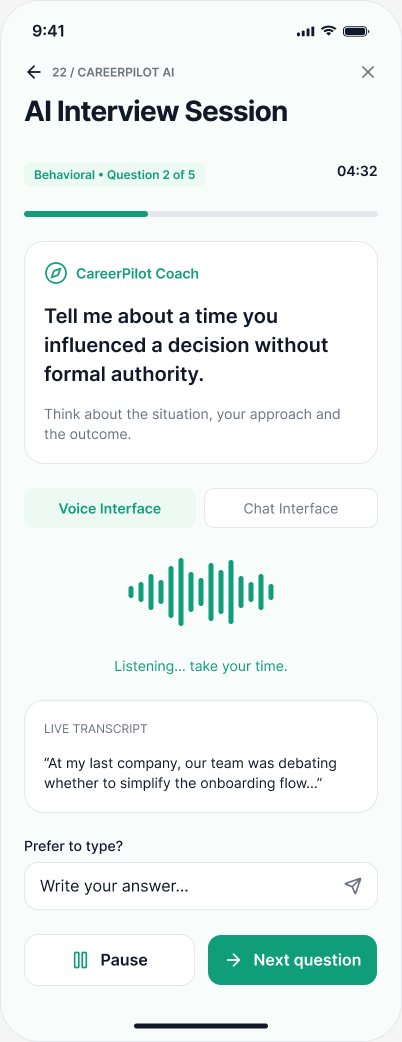 9:41
22 / CAREERPILOT AI
AI Interview Session
Behavioral • Question 2 of 5
04:32
CareerPilot Coach
Tell me about a time you
influenced a decision without
formal authority.
Think about the situation, your approach and
the outcome.
Voice Interface
Chat Interface
Listening... take your time.
LIVE TRANSCRIPT
“At my last company, our team was debating
whether to simplify the onboarding flow...”
Prefer to type?
Write your answer...
Pause
Next question